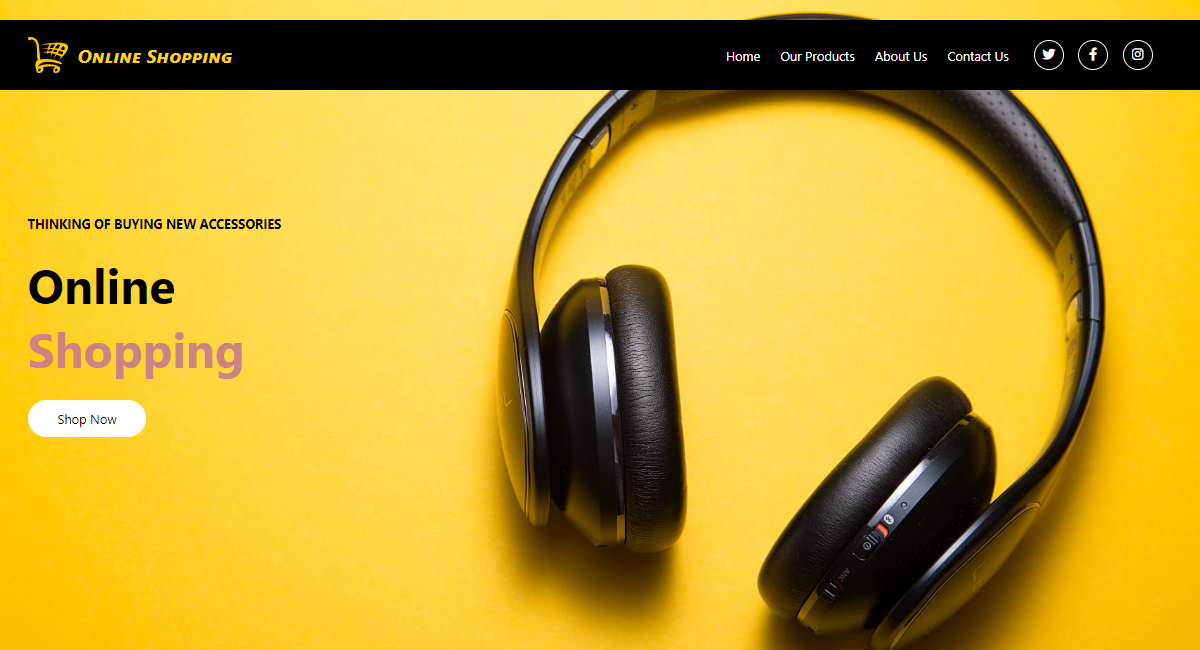 Online Shopping
Home Our Products About Us Contact Us
THINKING OF BUYING NEW ACCESSORIES
Online
Shopping
Shop Now